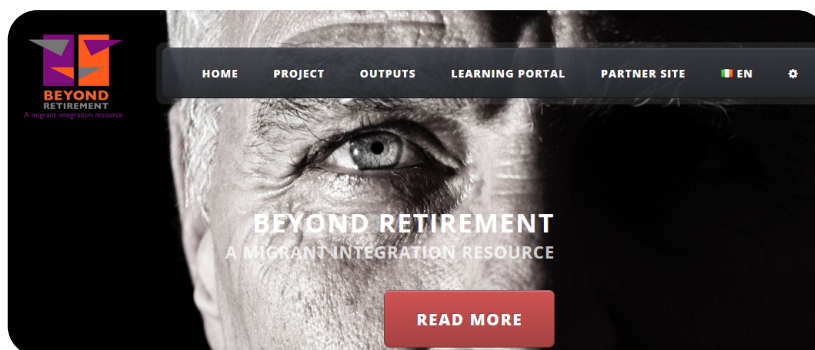 BEYOND
RETIREMENT
A migrant integration resource
HOME PROJECT OUTPUTS LEARNING PORTAL PARTNER SITE EN
BEYOND RETIREMENT
A MIGRANT INTEGRATION RESOURCE
READ MORE